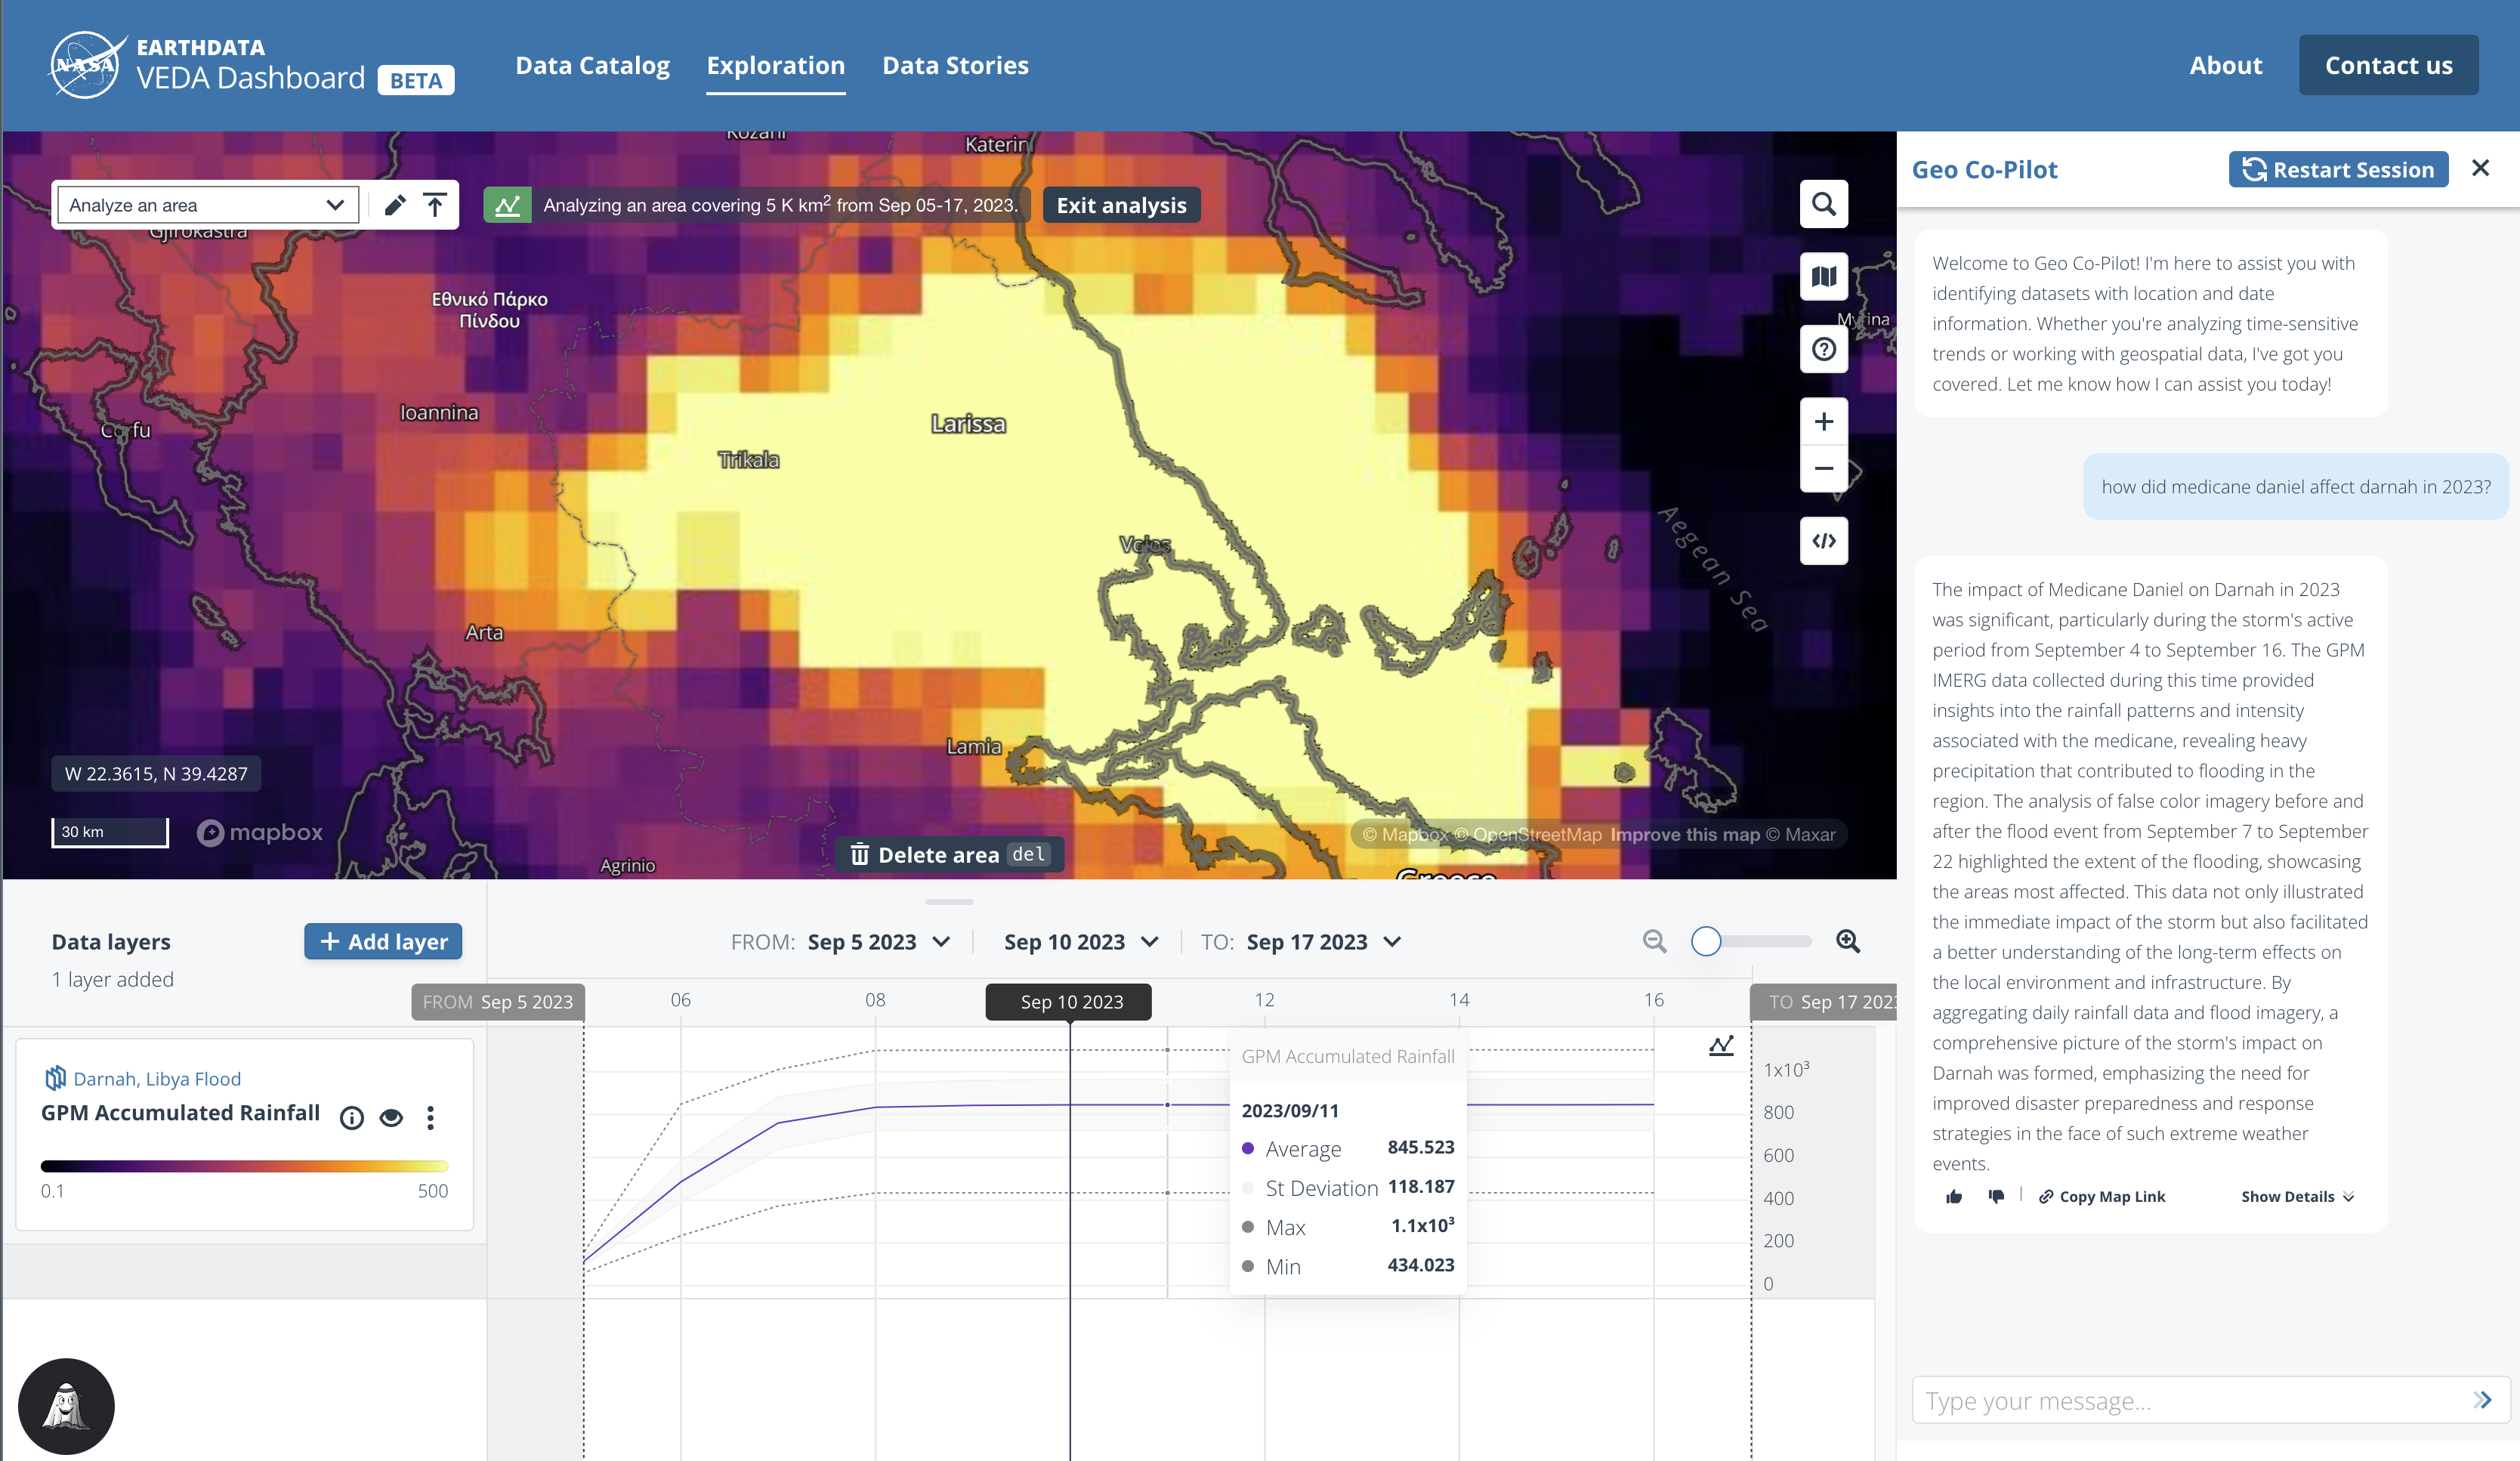 NASA
EARTHDATA
VEDA Dashboard BETA
Data Catalog
Exploration
Data Stories
About
Contact us
Analyze an area
Analyzing an area covering 5 K km² from Sep 05-17, 2023.
Exit analysis
Kozani
Katerini
Gjirokastra
Εθνικό Πάρκο
Πίνδου
Myrina
Ioannina
Corfu
Larissa
Trikala
Volos
Aegean Sea
Arta
Lamia
W 22.3615, N 39.4287
30 km
mapbox
Agrinio
Delete area del
© Mapbox © OpenStreetMap Improve this map © Maxar
Greece
Data layers
+ Add layer
1 layer added
FROM: Sep 5 2023
Sep 10 2023
TO: Sep 17 2023
FROM Sep 5 2023
06
08
Sep 10 2023
12
14
16
TO Sep 17 2023
Darnah, Libya Flood
GPM Accumulated Rainfall
0.1
500
GPM Accumulated Rainfall
2023/09/11
Average 845.523
St Deviation 118.187
Max 1.1x10³
Min 434.023
1x10³
800
600
400
200
0
Geo Co-Pilot
Restart Session
Welcome to Geo Co-Pilot! I'm here to assist you with
identifying datasets with location and date
information. Whether you're analyzing time-sensitive
trends or working with geospatial data, I've got you
covered. Let me know how I can assist you today!
how did medicane daniel affect darnah in 2023?
The impact of Medicane Daniel on Darnah in 2023
was significant, particularly during the storm's active
period from September 4 to September 16. The GPM
IMERG data collected during this time provided
insights into the rainfall patterns and intensity
associated with the medicane, revealing heavy
precipitation that contributed to flooding in the
region. The analysis of false color imagery before and
after the flood event from September 7 to September
22 highlighted the extent of the flooding, showcasing
the areas most affected. This data not only illustrated
the immediate impact of the storm but also facilitated
a better understanding of the long-term effects on
the local environment and infrastructure. By
aggregating daily rainfall data and flood imagery, a
comprehensive picture of the storm's impact on
Darnah was formed, emphasizing the need for
improved disaster preparedness and response
strategies in the face of such extreme weather
events.
Copy Map Link
Show Details
Type your message...